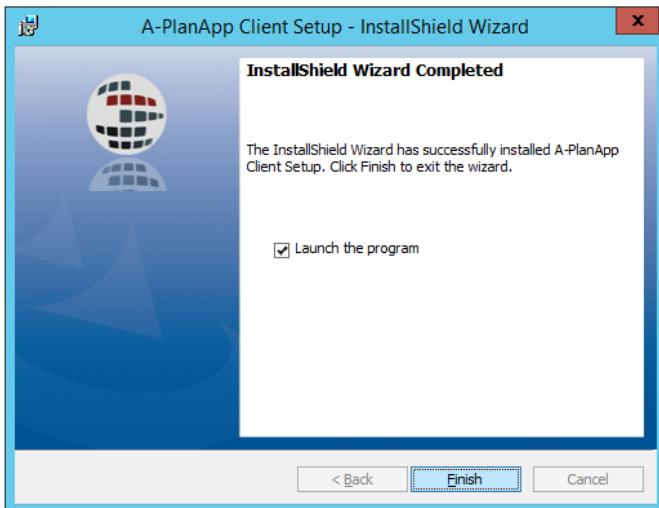 A-PlanApp Client Setup - InstallShield Wizard
x
InstallShield Wizard Completed
The InstallShield Wizard has successfully installed A-PlanApp
Client Setup. Click Finish to exit the wizard.
Launch the program
< Back
Finish
Cancel